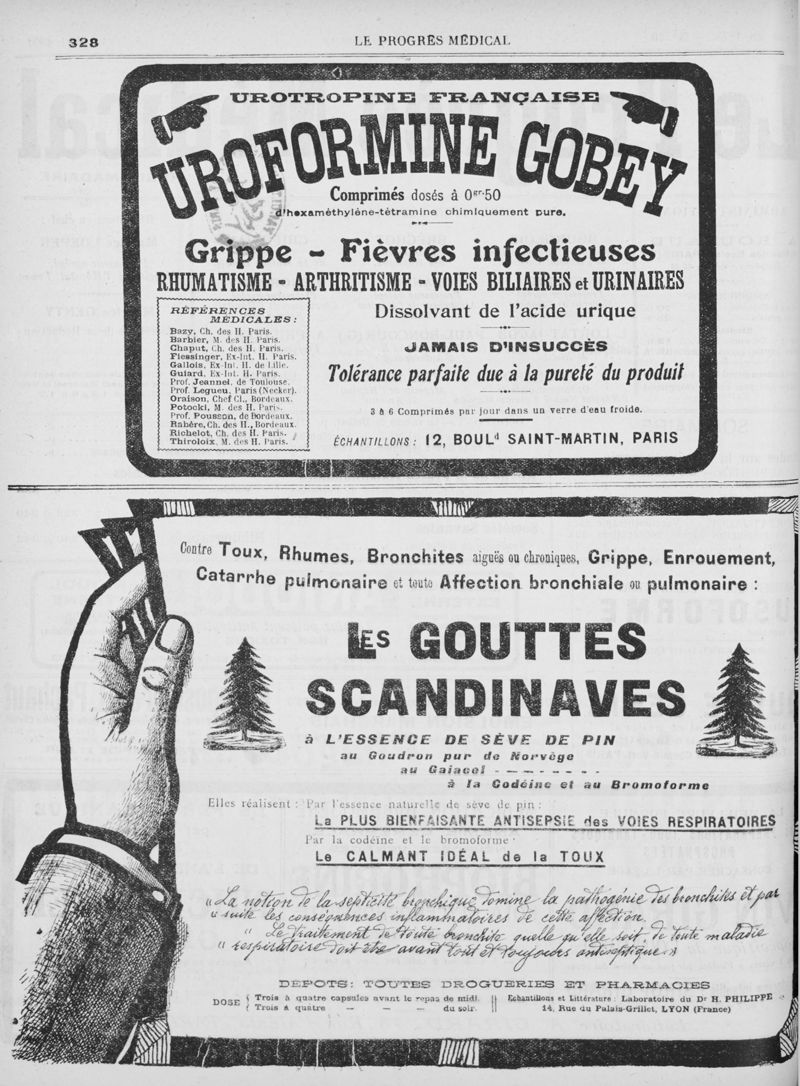 328
LE PROGRÈS MÉDICAL
UROTROPINE FRANÇAISE
UROFORMINE GOBEY
Comprimés dosés à 0gr.50
d'hexaméthylène-tétramine chimiquement pure.
Grippe - Fièvres infectieuses
RHUMATISME - ARTHRITISME - VOIES BILIAIRES et URINAIRES
RÉFÉRENCES
MÉDICALES :
Bazy, Ch. des H. Paris.
Barbier, M. des H. Paris.
Chaput, Ch. des H. Paris.
Flessinger, Ex-Int. H. Paris.
Gallois, Ex-Int. H. de Lille.
Guiard, Ex-Int. H. Paris.
Prof. Jeannel, de Toulouse.
Prof. Legueu, Paris (Necker).
Oraison, Chef Cl., Bordeaux.
Potocki, M. des H. Paris.
Prof. Pousson, de Bordeaux.
Rabère, Ch. des H., Bordeaux.
Richelot, Ch. des H. Paris.
Thiroloix, M. des H. Paris.
Dissolvant de l'acide urique
JAMAIS D'INSUCCÈS
Tolérance parfaite due à la pureté du produit
3 à 6 Comprimés par jour dans un verre d'eau froide.
ÉCHANTILLONS : 12, BOULd SAINT-MARTIN, PARIS
Contre Toux, Rhumes, Bronchites aiguës ou chroniques, Grippe, Enrouement,
Catarrhe pulmonaire et toute Affection bronchiale ou pulmonaire :
LES GOUTTES
SCANDINAVES
à L'ESSENCE DE SÈVE DE PIN
au Goudron pur de Norvège
au Gaïacol - — - - - - - -
à la Codéine et au Bromoforme
Elles réalisent : Par l'essence naturelle de sève de pin :
La PLUS BIENFAISANTE ANTISEPSIE des VOIES RESPIRATOIRES
Par la codéine et le bromoforme :
Le CALMANT IDÉAL de la TOUX
"La notion de la septicité bronchique domine la pathogénie des bronchites et par
"suite les conséquences inflammatoires de cette affection.
"Le traitement de toute bronchite quelle qu'elle soit, de toute maladie
"respiratoire doit être avant tout et toujours antiseptique."
DEPOTS: TOUTES DROGUERIES ET PHARMACIES
DOSE { Trois à quatre capsules avant le repas de midi. || Echantillons et Littérature : Laboratoire du Dr H. PHILIPPE
{ Trois à quatre — — — du soir. || 14, Rue du Palais-Grillet, LYON (France)